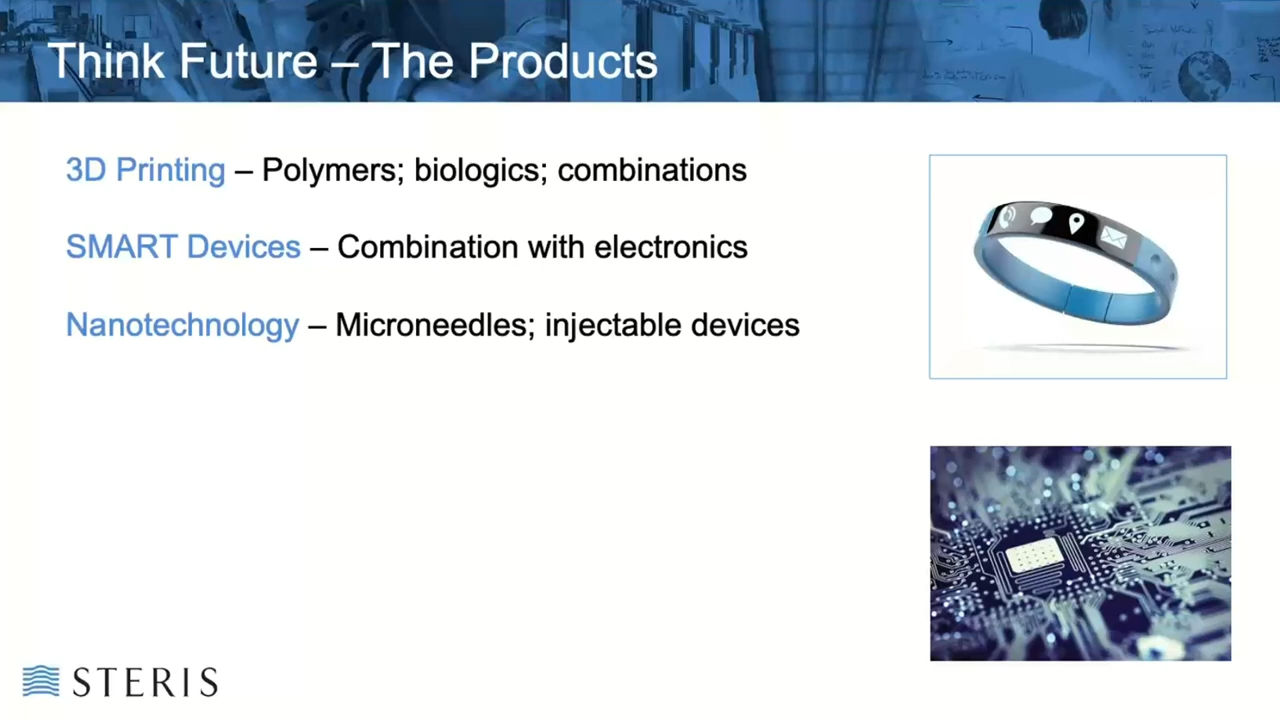 Think Future – The Products
3D Printing – Polymers; biologics; combinations
SMART Devices – Combination with electronics
Nanotechnology – Microneedles; injectable devices
STERIS